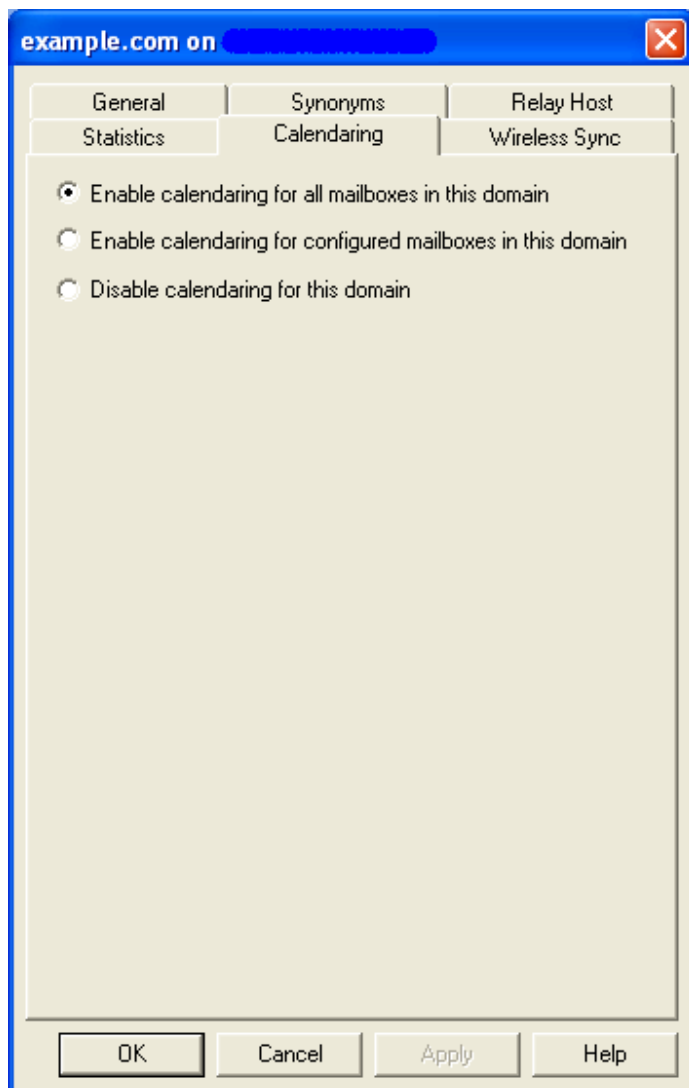 example.com on
General Synonyms Relay Host
Statistics Calendaring Wireless Sync
Enable calendaring for all mailboxes in this domain
Enable calendaring for configured mailboxes in this domain
Disable calendaring for this domain
OK Cancel Apply Help